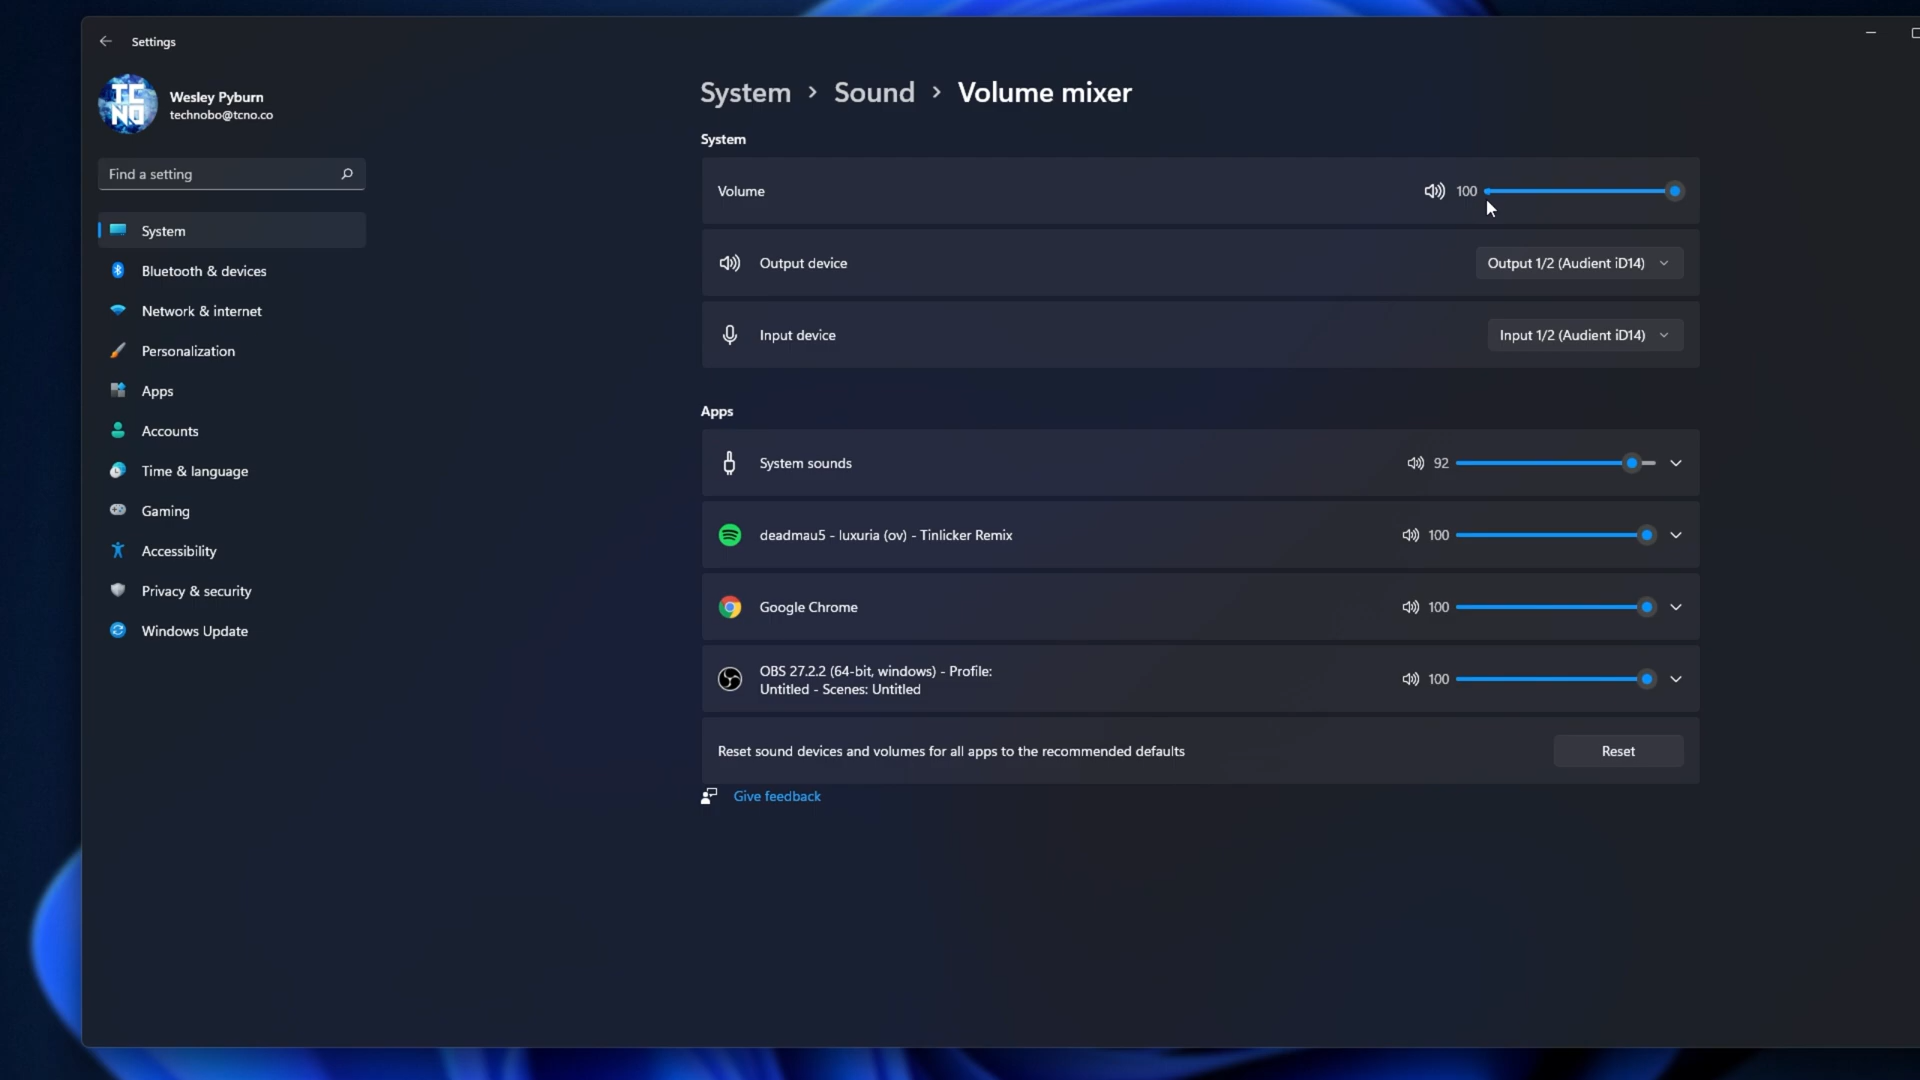 Settings
TC
NO
Wesley Pyburn
technobo@tcno.co
Find a setting
System
Bluetooth & devices
Network & internet
Personalization
Apps
Accounts
Time & language
Gaming
Accessibility
Privacy & security
Windows Update
System > Sound > Volume mixer
System
Volume 100
Output device Output 1/2 (Audient iD14)
Input device Input 1/2 (Audient iD14)
Apps
System sounds 92
deadmau5 - luxuria (ov) - Tinlicker Remix 100
Google Chrome 100
OBS 27.2.2 (64-bit, windows) - Profile:
Untitled - Scenes: Untitled 100
Reset sound devices and volumes for all apps to the recommended defaults Reset
Give feedback